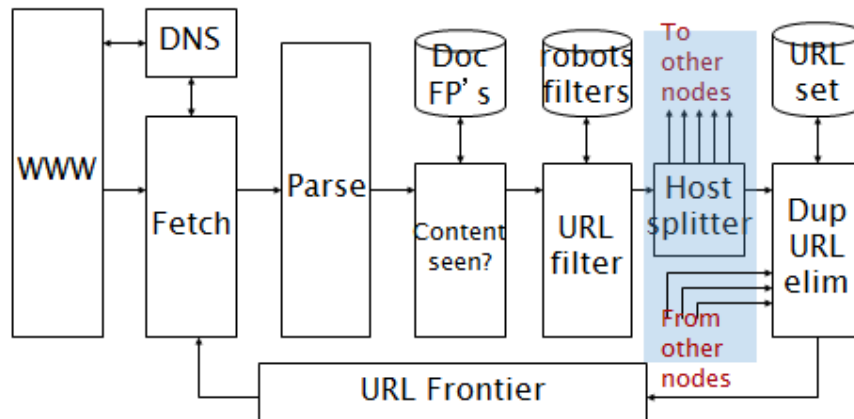 DNS
WWW
Fetch
Parse
Doc
FP's
Content
seen?
robots
filters
URL
filter
To
other
nodes
Host
splitter
From
other
nodes
URL
set
Dup
URL
elim
URL Frontier